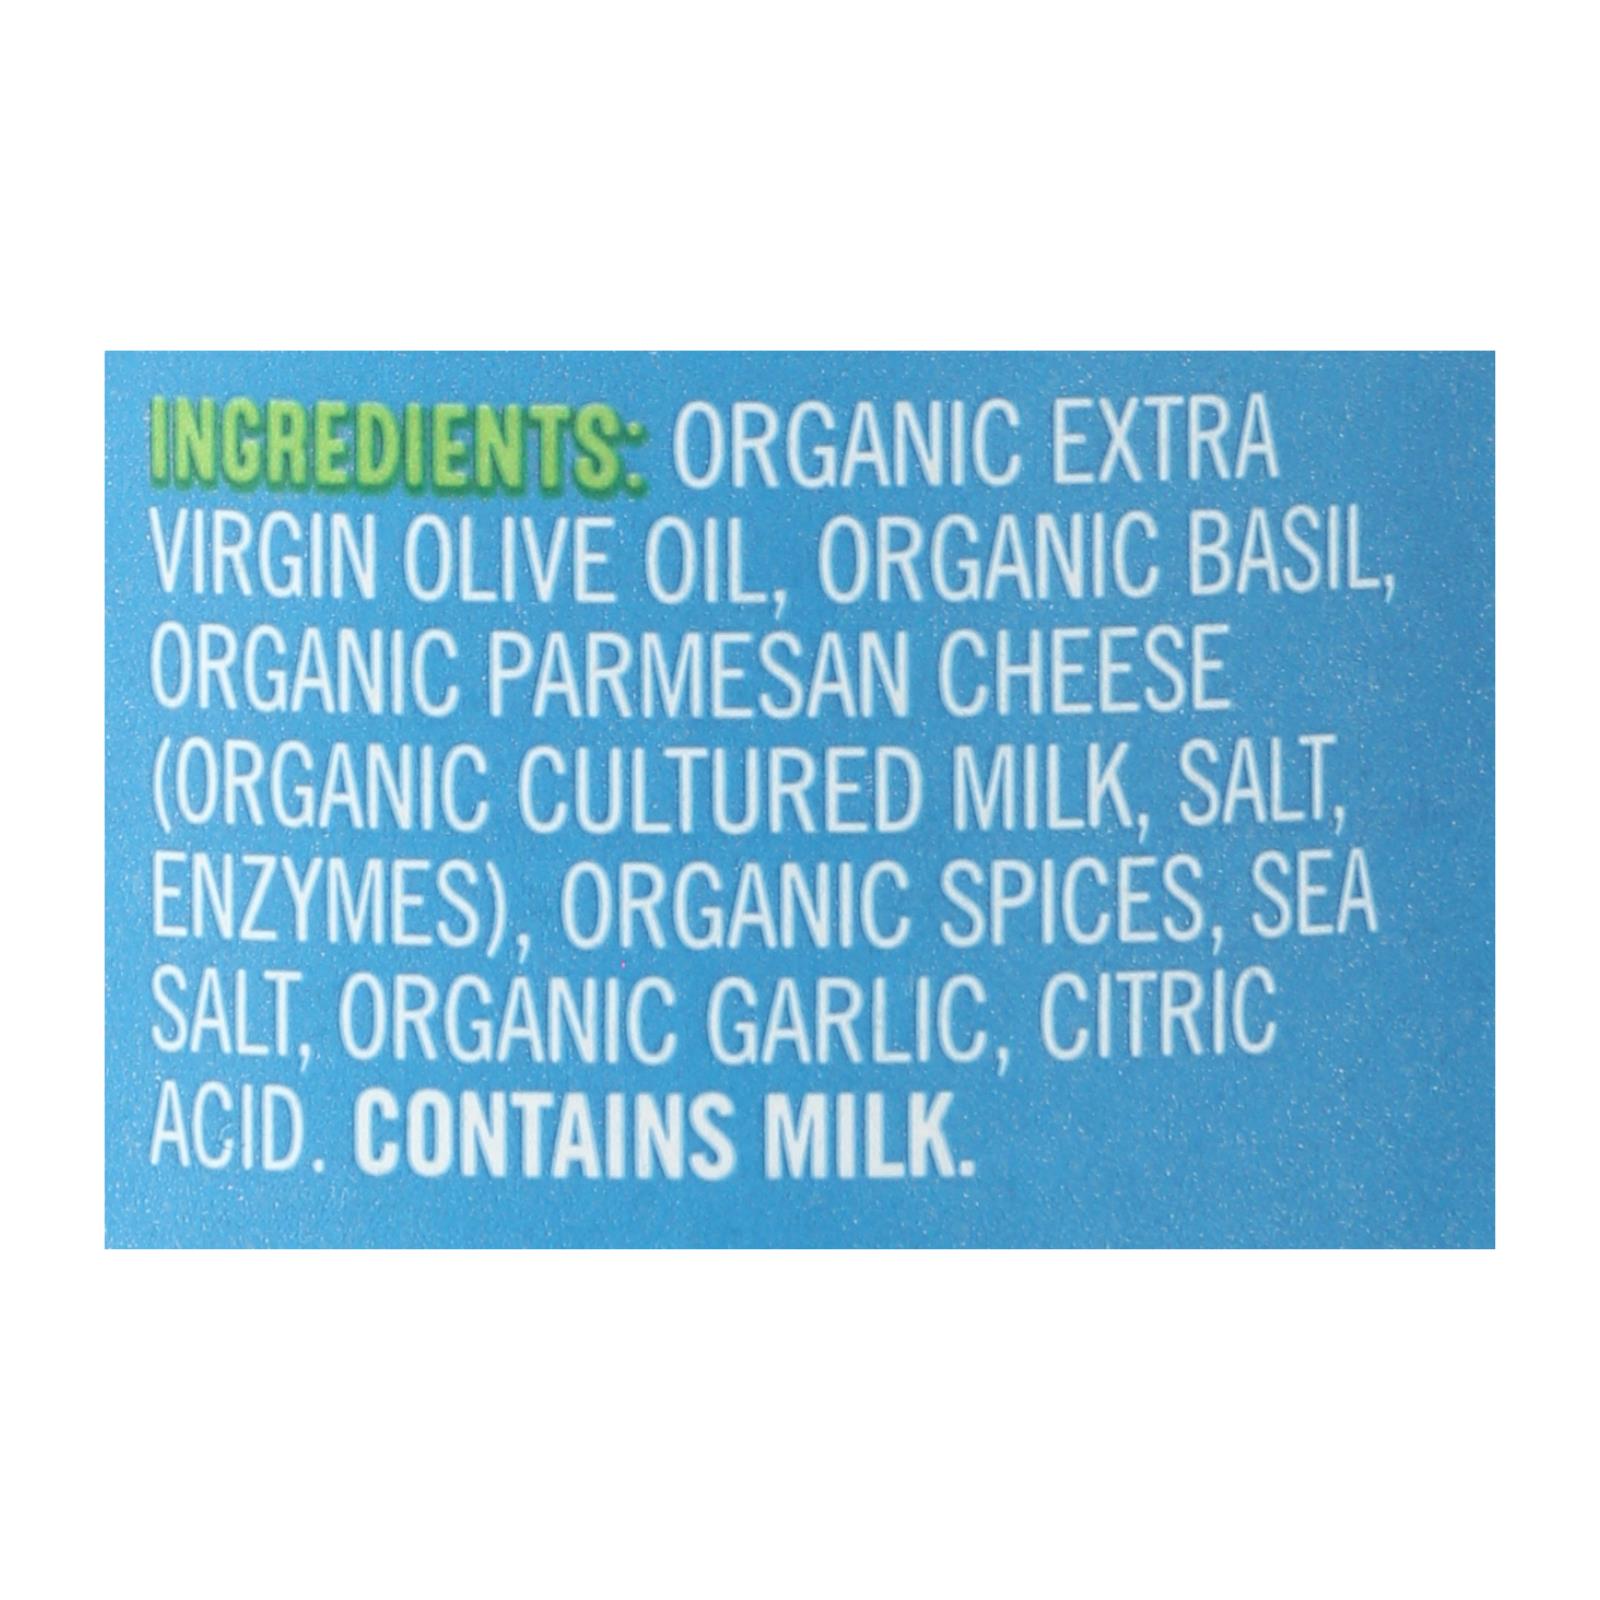 INGREDIENTS: ORGANIC EXTRA
VIRGIN OLIVE OIL, ORGANIC BASIL,
ORGANIC PARMESAN CHEESE
(ORGANIC CULTURED MILK, SALT,
ENZYMES), ORGANIC SPICES, SEA
SALT, ORGANIC GARLIC, CITRIC
ACID. CONTAINS MILK.